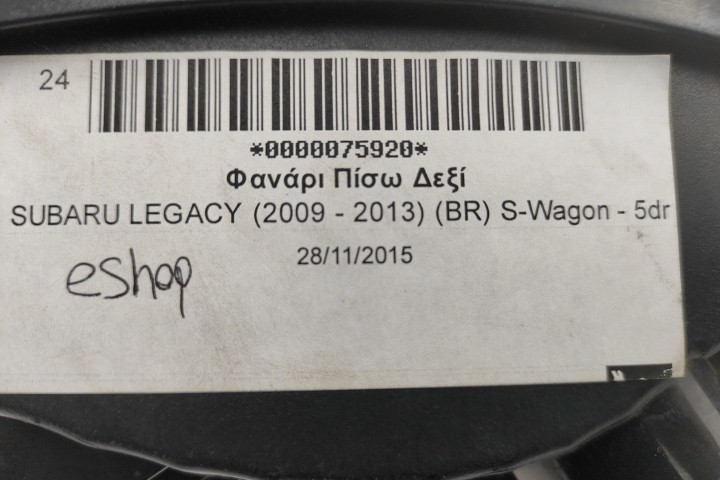 24
*0000075920*
Φανάρι Πίσω Δεξί
SUBARU LEGACY (2009 - 2013) (BR) S-Wagon - 5dr
28/11/2015
eshop